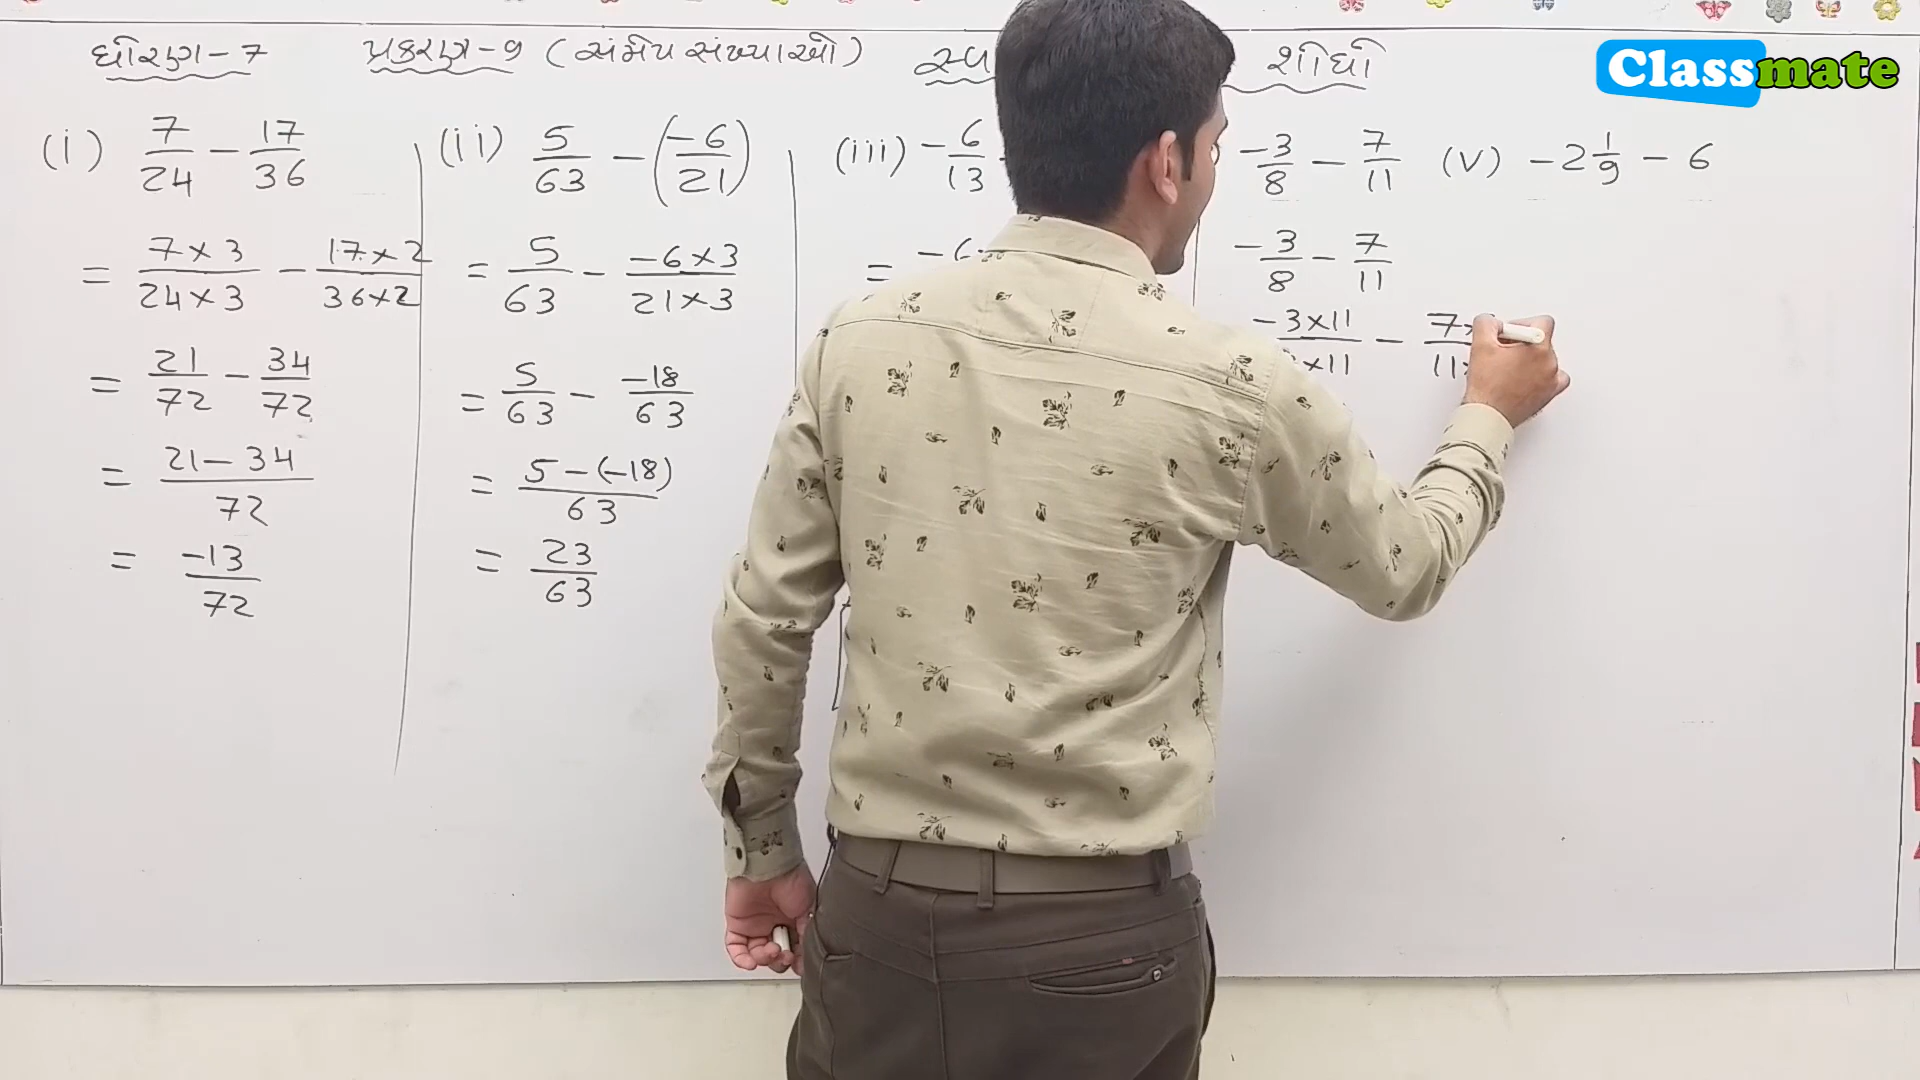 ધોરણ - 7 પ્રકરણ - 9 (સંમેય સંખ્યાઓ) શોધો
Classmate
(i) 7/24 - 17/36
= 7 × 3/24 × 3 - 17 × 2/36 × 2
= 21/72 - 34/72
= 21 - 34/72
= -13/72
(ii) 5/63 - (-6/21)
= 5/63 - -6 × 3/21 × 3
= 5/63 - -18/63
= 5 - (-18)/63
= 23/63
(iii) -6/13
= -6
-3/8 - 7/11
-3/8 - 7/11
-3 × 11/× 11 - 7 ×/11 ×
(V) -2 1/9 - 6